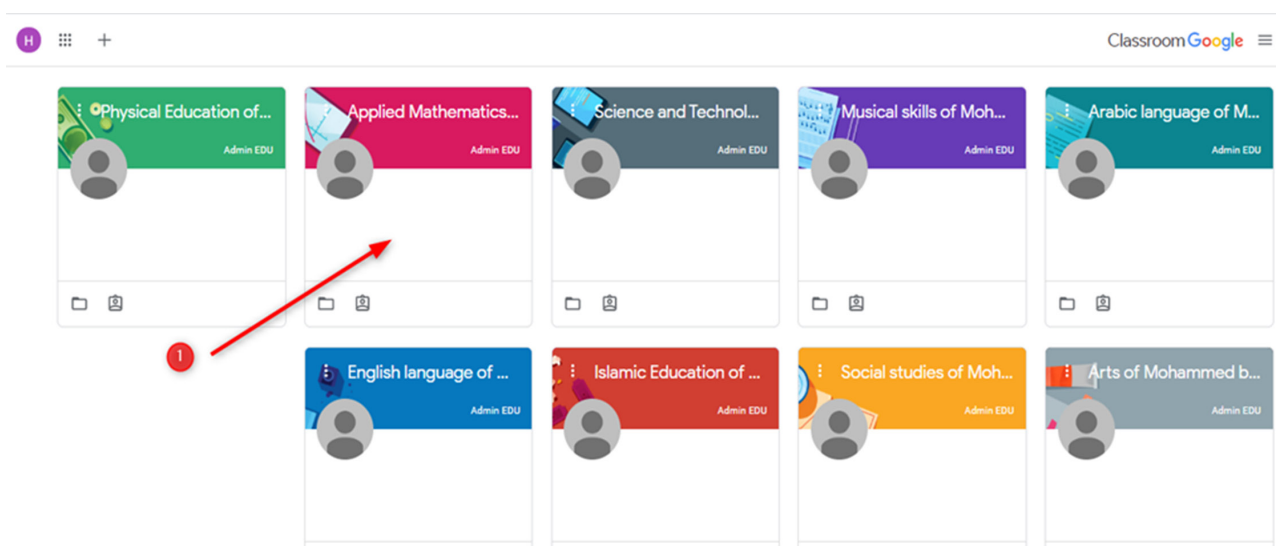 H
Classroom Google
Physical Education of...
Admin EDU
Applied Mathematics...
Admin EDU
Science and Technol...
Admin EDU
Musical skills of Moh...
Admin EDU
Arabic language of M...
Admin EDU
1
English language of ...
Admin EDU
Islamic Education of ...
Admin EDU
Social studies of Moh...
Admin EDU
Arts of Mohammed b...
Admin EDU